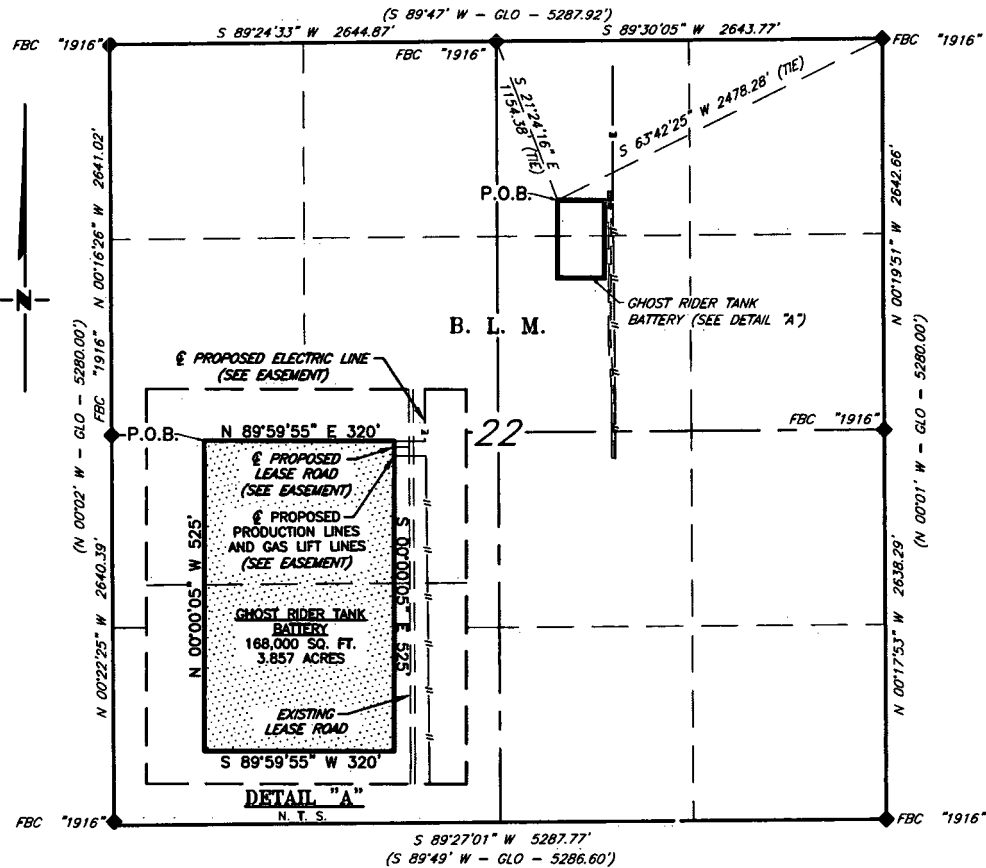 (S 89°47' W - GLO - 5287.92')
S 89°24'33" W 2644.87'
S 89°30'05" W 2643.77'
FBC "1916"
FBC "1916"
FBC "1916"
S 21°24'16" E
1154.38' (TIE)
S 63°42'25" W 2478.28' (TIE)
N 00°16'26" W 2641.02'
N 00°19'51" W 2642.66'
P.O.B.
N
GHOST RIDER TANK
BATTERY (SEE DETAIL "A")
B. L. M.
(N 00°02' W - GLO - 5280.00')
FBC "1916"
(N 00°01' W - GLO - 5280.00')
℄ PROPOSED ELECTRIC LINE
(SEE EASEMENT)
P.O.B.
N 89°59'55" E 320'
E
22
FBC "1916"
℄ PROPOSED
LEASE ROAD
(SEE EASEMENT)
℄ PROPOSED
PRODUCTION LINES
AND GAS LIFT LINES
(SEE EASEMENT)
N 00°00'05" W 525'
S 00°00'05" E 525'
N 00°22'25" W 2640.39'
N 00°17'53" W 2638.29'
GHOST RIDER TANK
BATTERY
168,000 SQ. FT.
3.857 ACRES
EXISTING
LEASE ROAD
S 89°59'55" W 320'
DETAIL "A"
N. T. S.
FBC "1916"
FBC "1916"
S 89°27'01" W 5287.77'
(S 89°49' W - GLO - 5286.60')